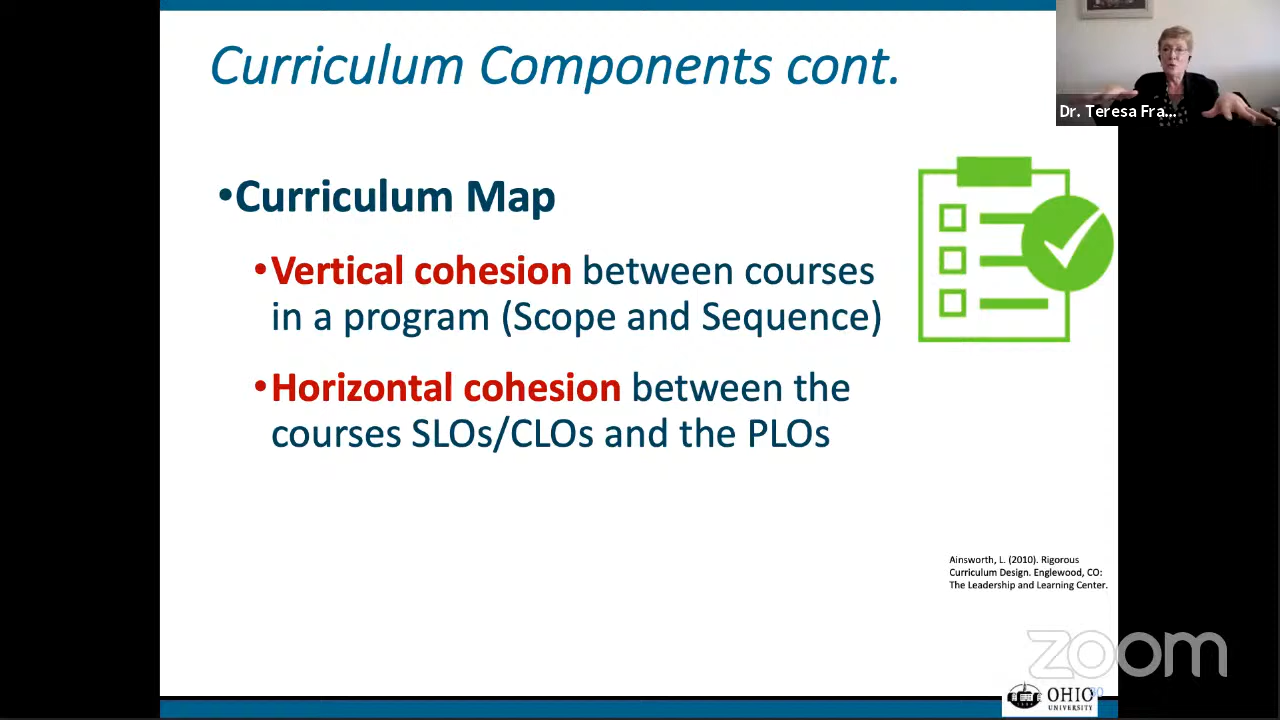 Curriculum Components cont.
Dr. Teresa Fra...
•Curriculum Map
•Vertical cohesion between courses
in a program (Scope and Sequence)
•Horizontal cohesion between the
courses SLOs/CLOs and the PLOs
Ainsworth, L. (2010). Rigorous
Curriculum Design. Englewood, CO:
The Leadership and Learning Center.
zoom
OHIO
UNIVERSITY